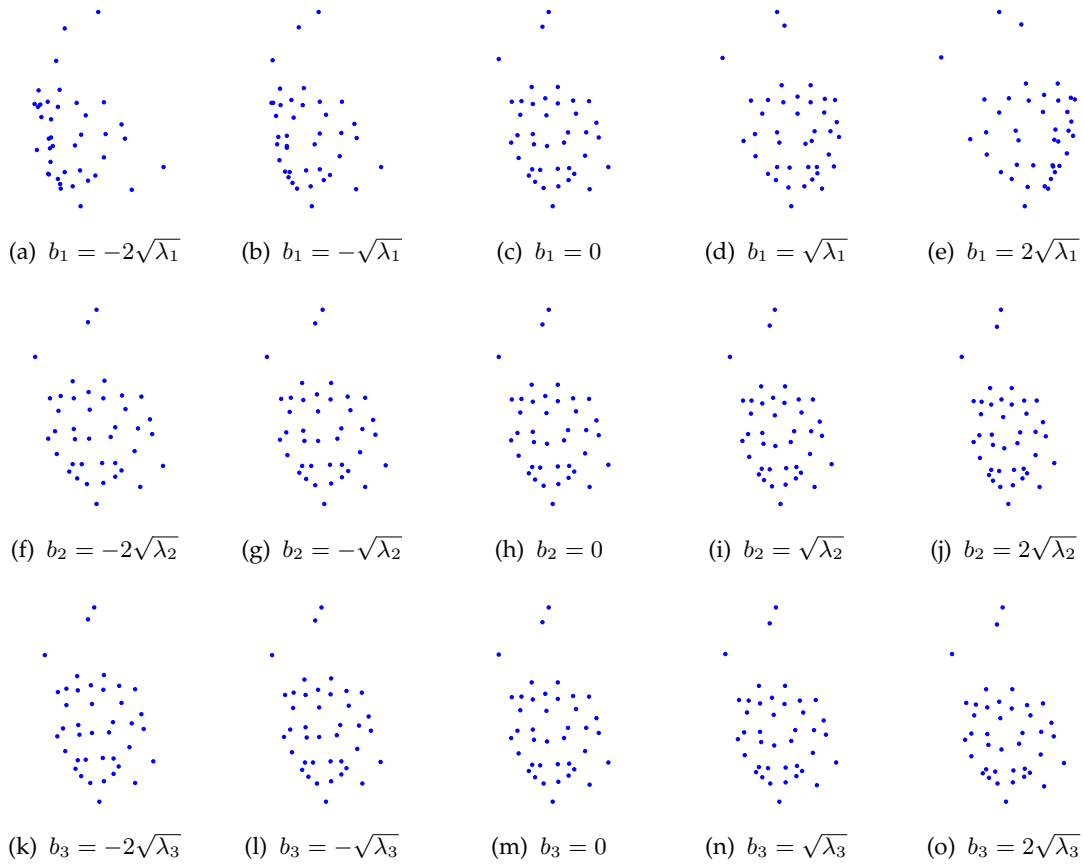 (a) b₁ = −2√λ₁ (b) b₁ = −√λ₁ (c) b₁ = 0 (d) b₁ = √λ₁ (e) b₁ = 2√λ₁
(f) b₂ = −2√λ₂ (g) b₂ = −√λ₂ (h) b₂ = 0 (i) b₂ = √λ₂ (j) b₂ = 2√λ₂
(k) b₃ = −2√λ₃ (l) b₃ = −√λ₃ (m) b₃ = 0 (n) b₃ = √λ₃ (o) b₃ = 2√λ₃